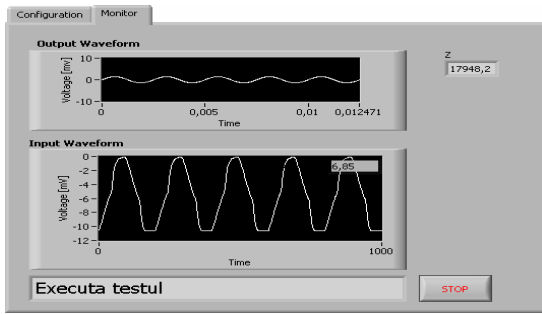 Configuration Monitor
Output Waveform
Z
17948,2
Voltage [mv]
10
0
-10
0 0,005 0,01 0,012471
Time
Input Waveform
Voltage [mV]
0
-2
-4
-6
-8
-10
-12
6,85
0 1000
Time
Executa testul
STOP